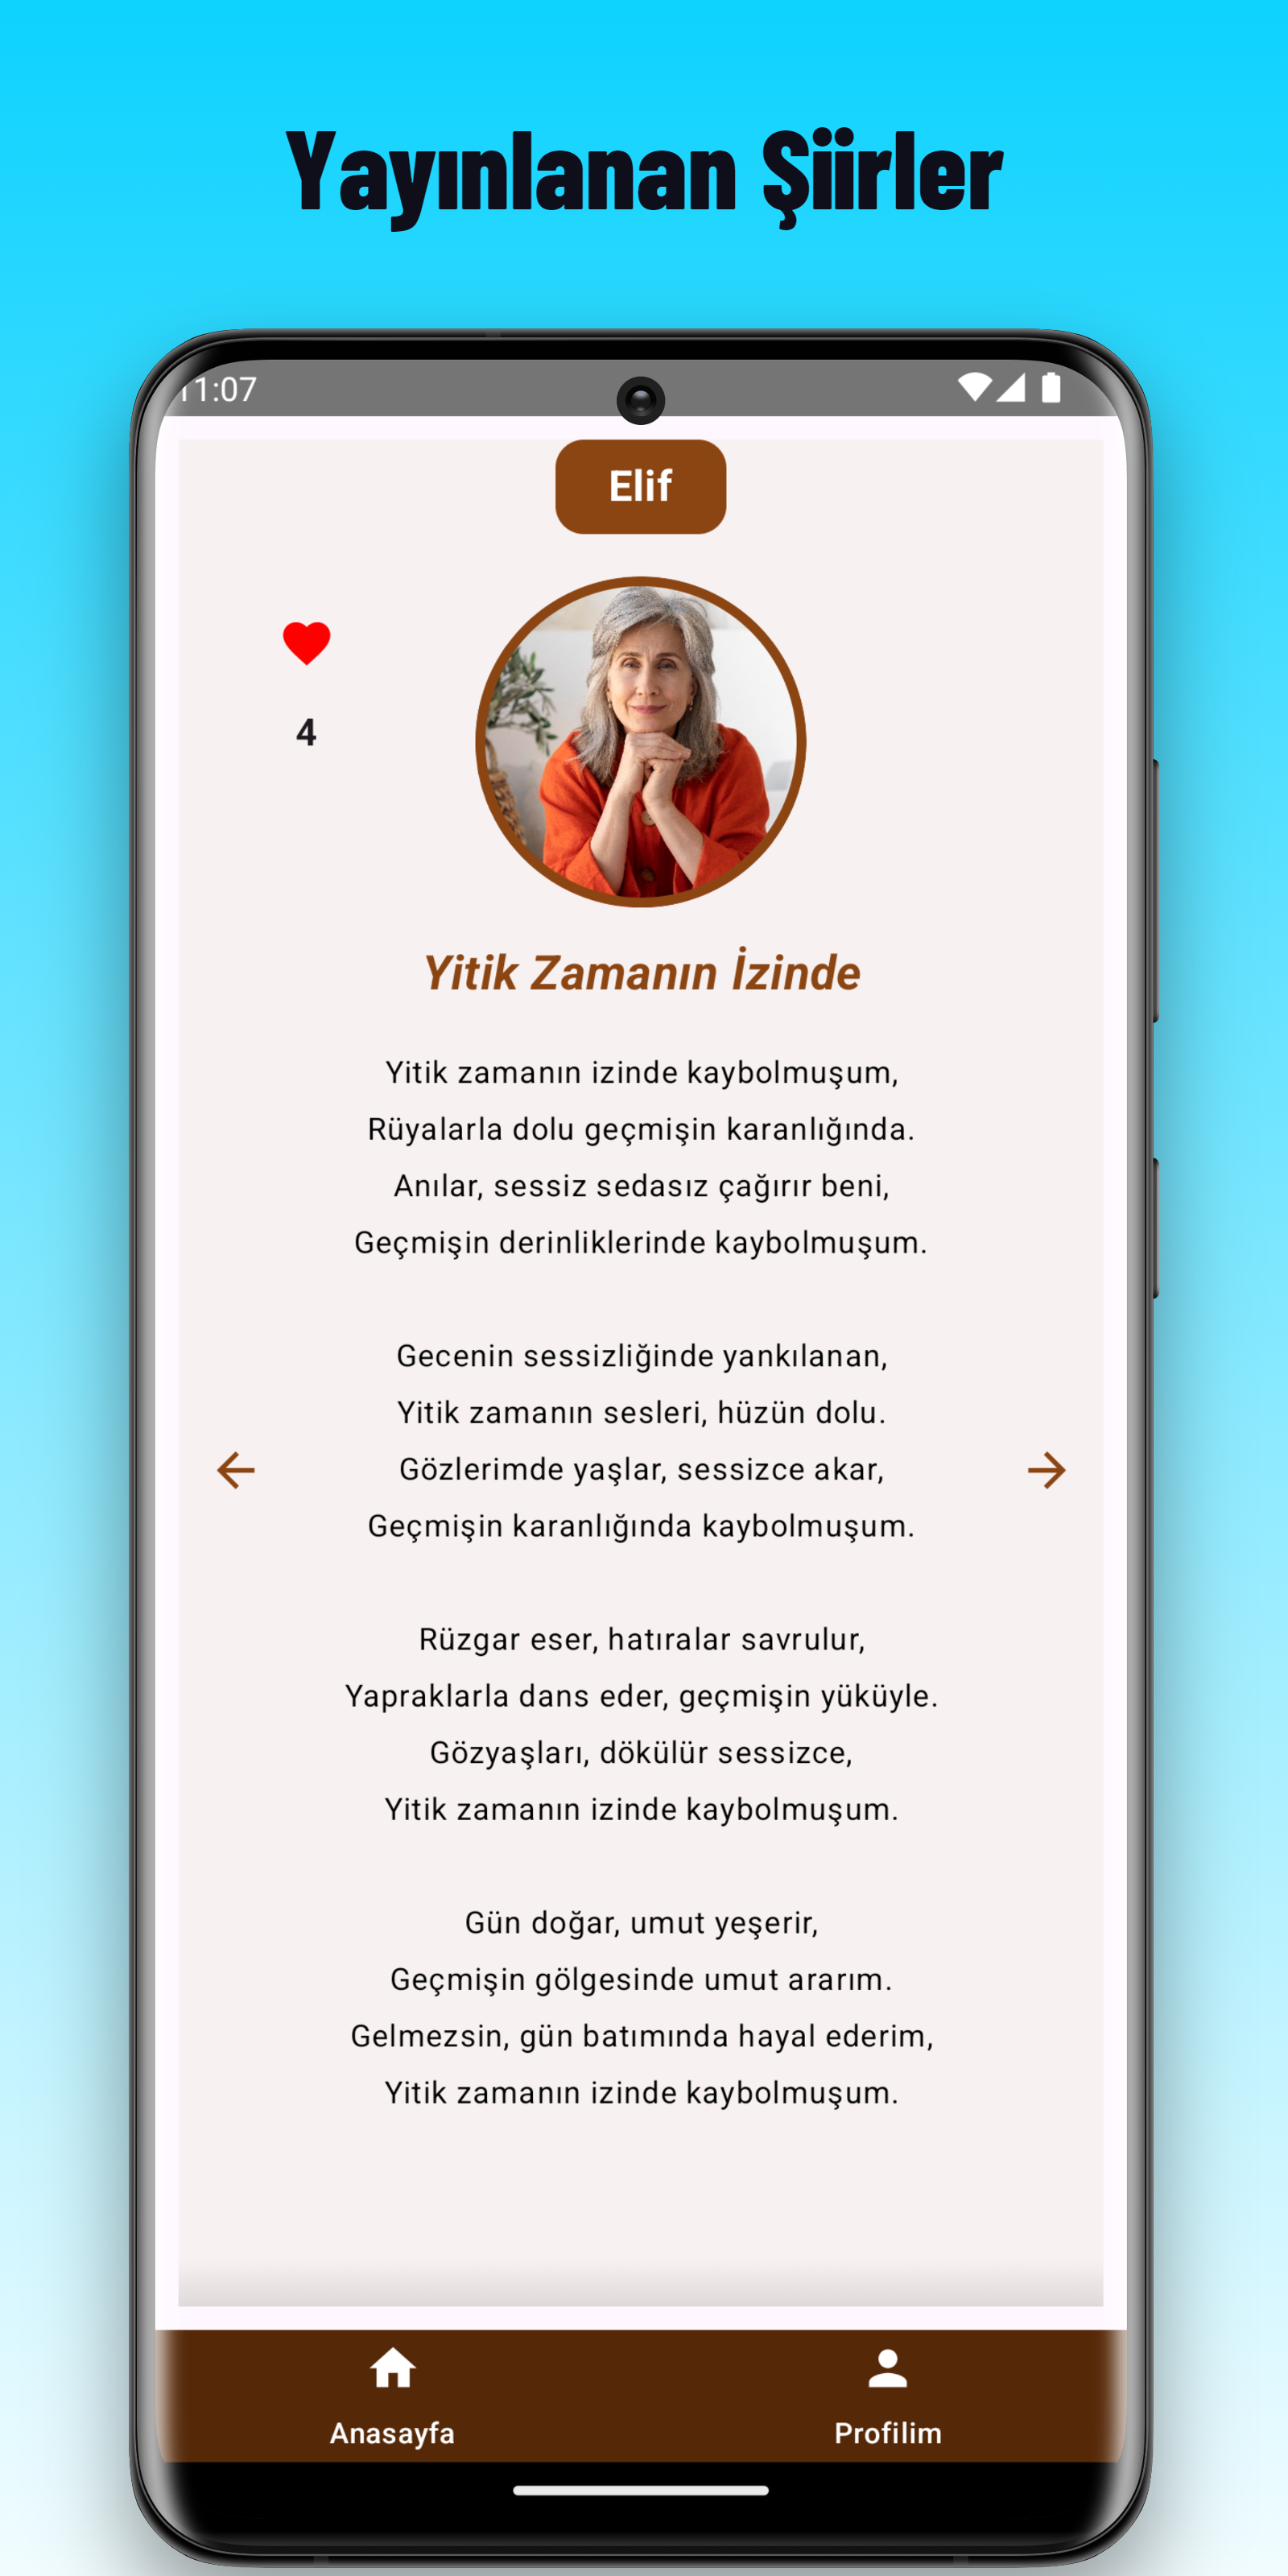 Yayınlanan Şiirler
11:07
Elif
4
Yitik Zamanın İzinde
Yitik zamanın izinde kaybolmuşum,
Rüyalarla dolu geçmişin karanlığında.
Anılar, sessiz sedasız çağırır beni,
Geçmişin derinliklerinde kaybolmuşum.
Gecenin sessizliğinde yankılanan,
Yitik zamanın sesleri, hüzün dolu.
Gözlerimde yaşlar, sessizce akar,
Geçmişin karanlığında kaybolmuşum.
Rüzgar eser, hatıralar savrulur,
Yapraklarla dans eder, geçmişin yüküyle.
Gözyaşları, dökülür sessizce,
Yitik zamanın izinde kaybolmuşum.
Gün doğar, umut yeşerir,
Geçmişin gölgesinde umut ararım.
Gelmezsin, gün batımında hayal ederim,
Yitik zamanın izinde kaybolmuşum.
Anasayfa
Profilim